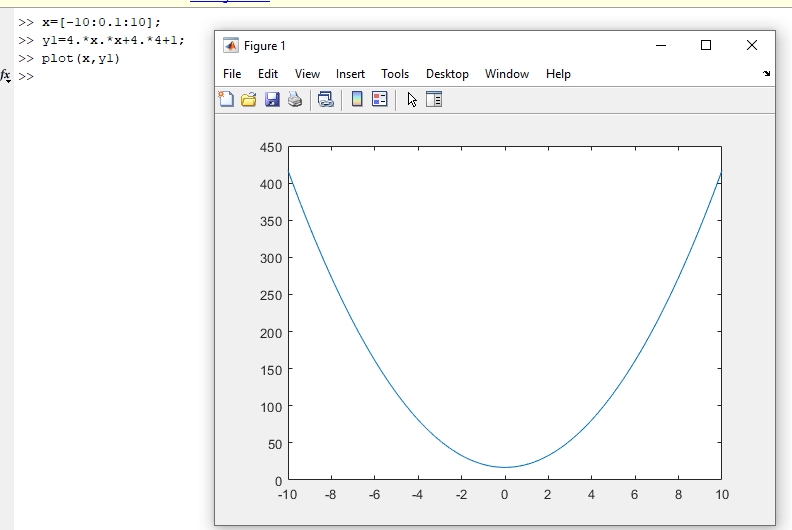 >> x=[-10:0.1:10];
>> y1=4.*x.*x+4.*4+1;
>> plot(x,y1)
fx >>
Figure 1
File Edit View Insert Tools Desktop Window Help
450
400
350
300
250
200
150
100
50
0
-10 -8 -6 -4 -2 0 2 4 6 8 10